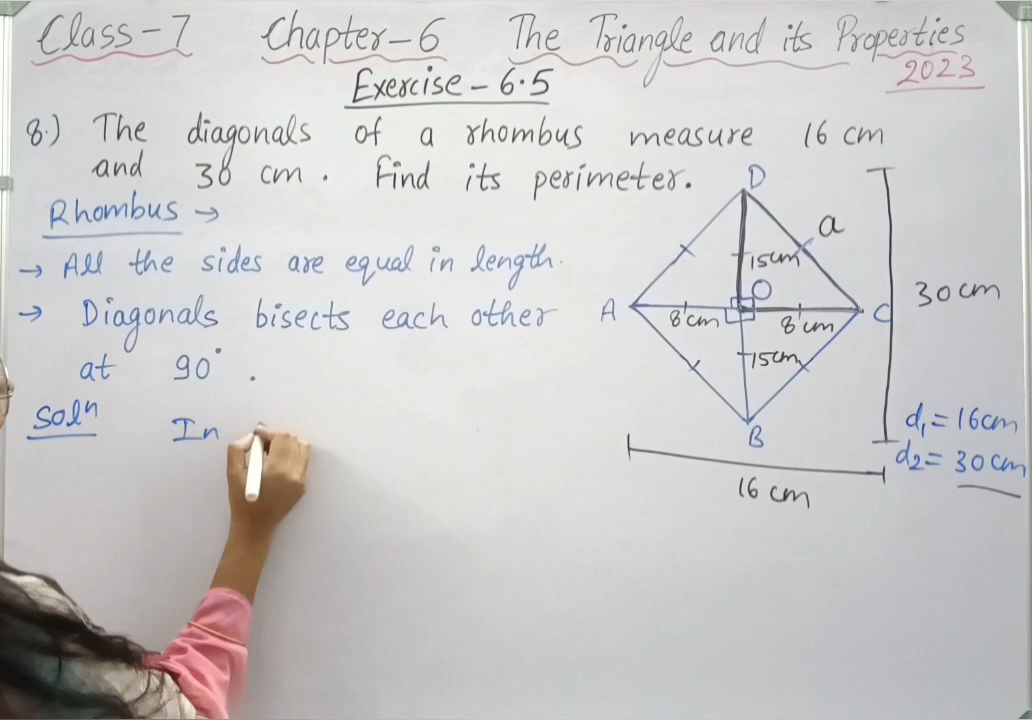 Class-7 Chapter-6 The Triangle and its Properties
2023
Exercise-6.5
8.) The diagonals of a rhombus measure 16 cm
and 30 cm. Find its perimeter.
Rhombus →
→ All the sides are equal in length.
→ Diagonals bisects each other
at 90°.
Solⁿ In
D
a
15cm
O
A
8cm
8cm
C
15cm
B
30cm
16 cm
d₁=16cm
d₂=30cm